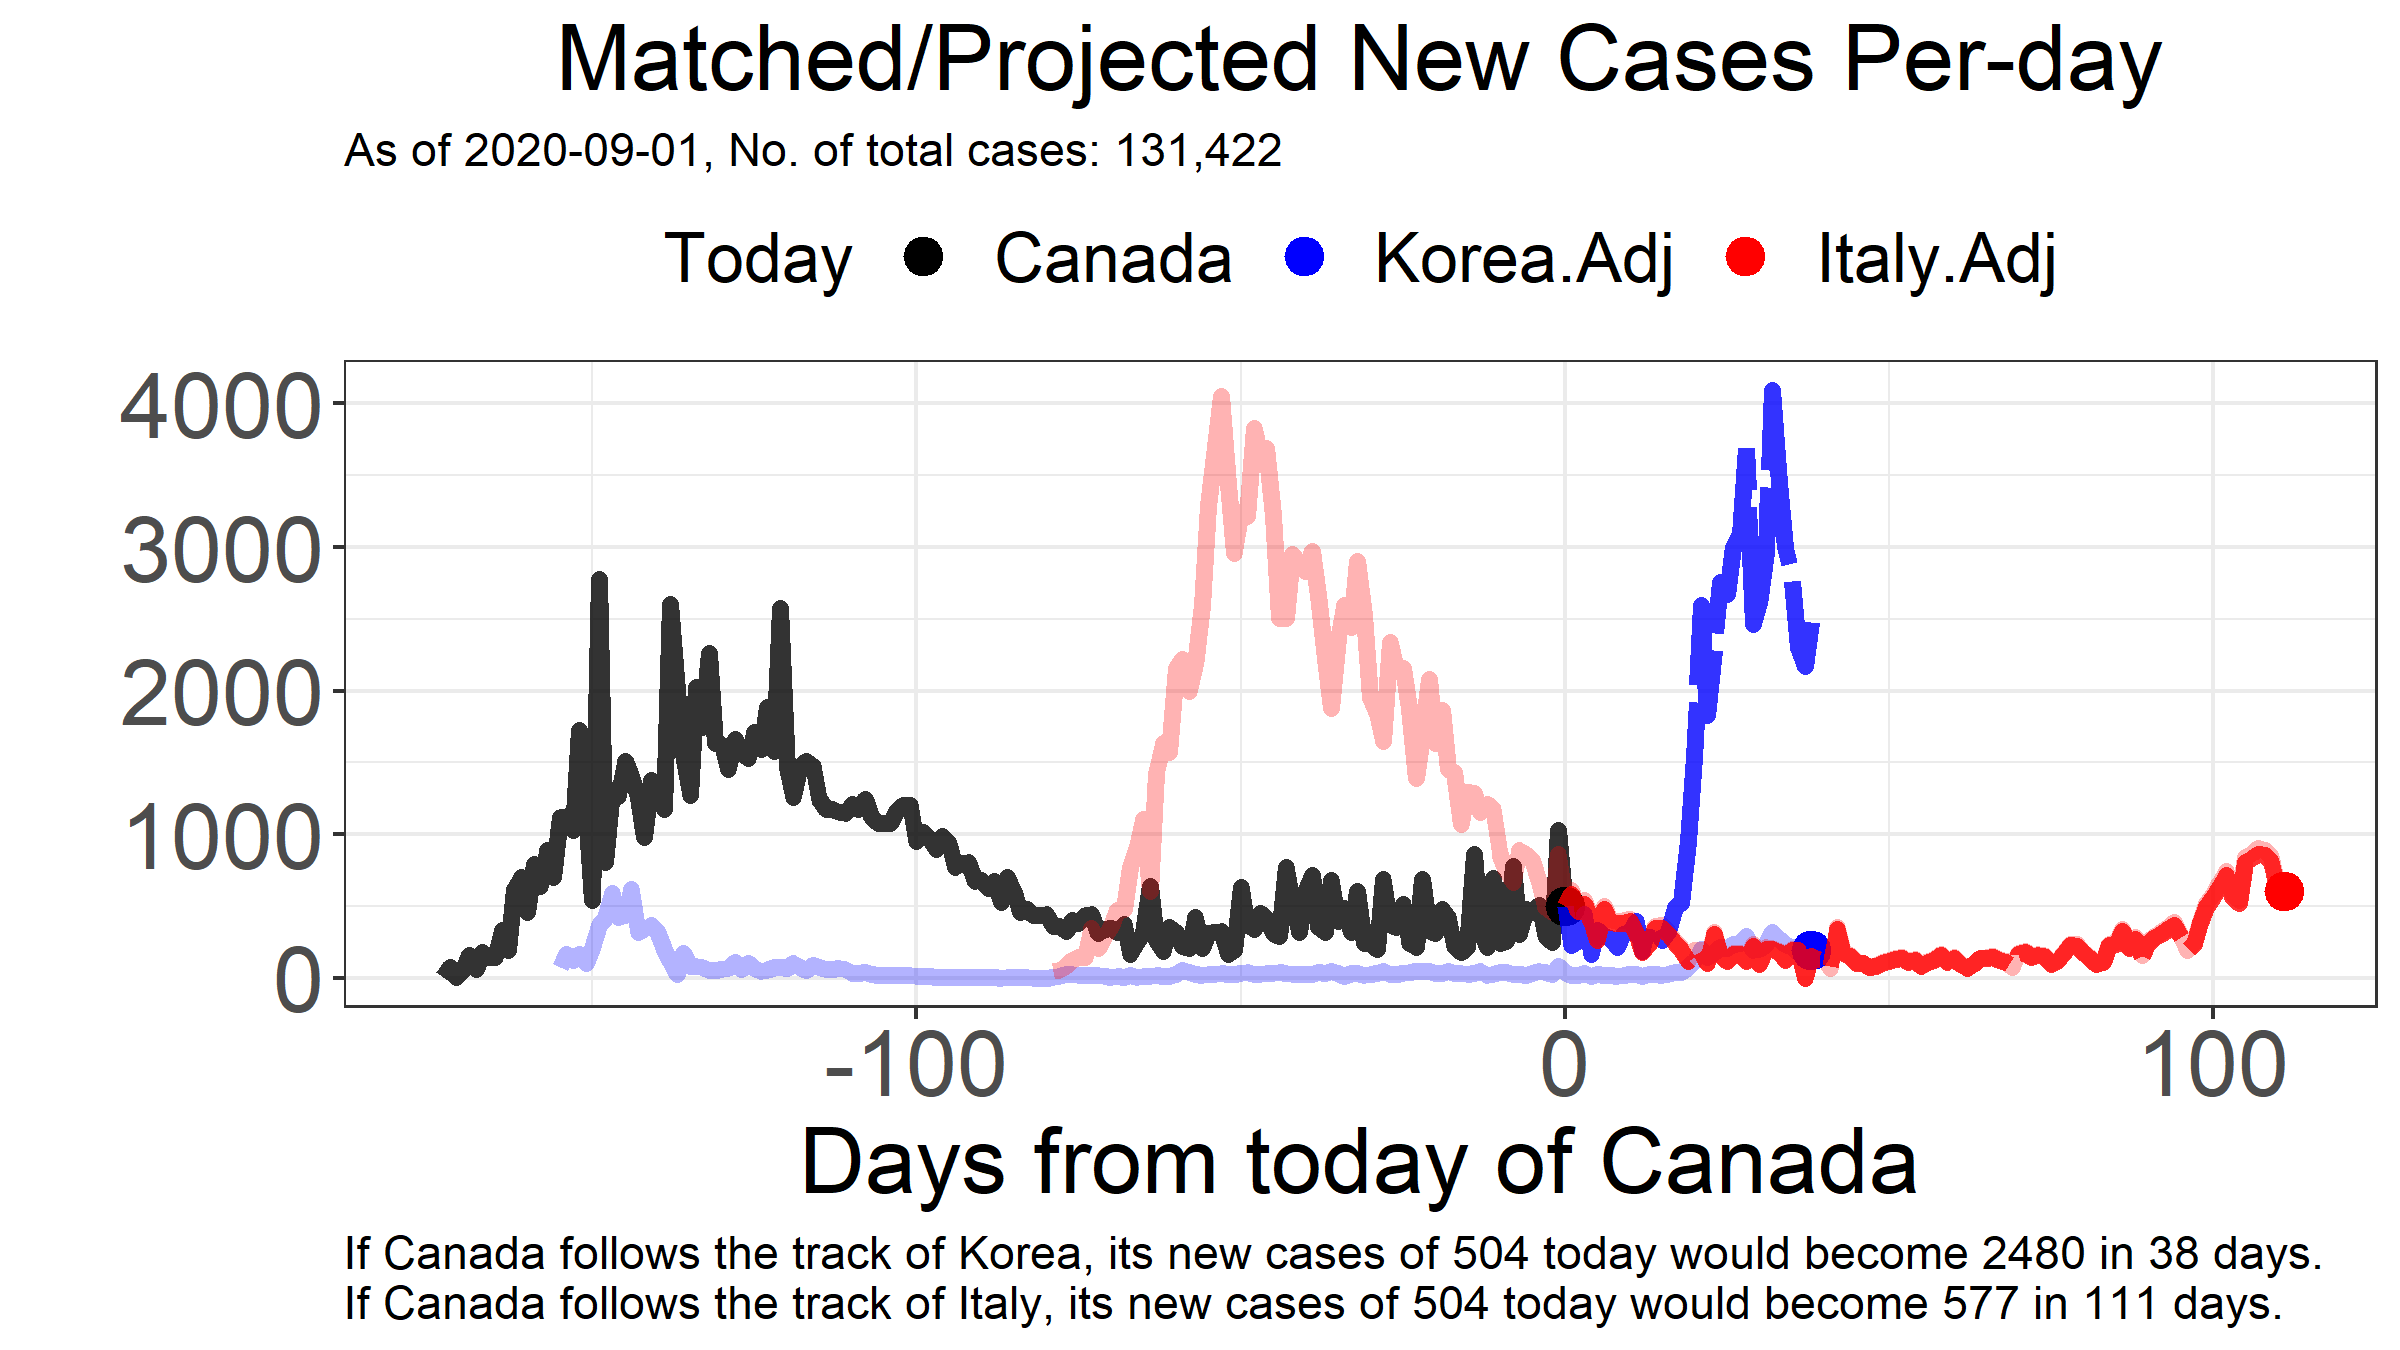 Matched/Projected New Cases Per-day
As of 2020-09-01, No. of total cases: 131,422
Today Canada Korea.Adj Italy.Adj
4000
3000
2000
1000
0
-100 0 100
Days from today of Canada
If Canada follows the track of Korea, its new cases of 504 today would become 2480 in 38 days.
If Canada follows the track of Italy, its new cases of 504 today would become 577 in 111 days.